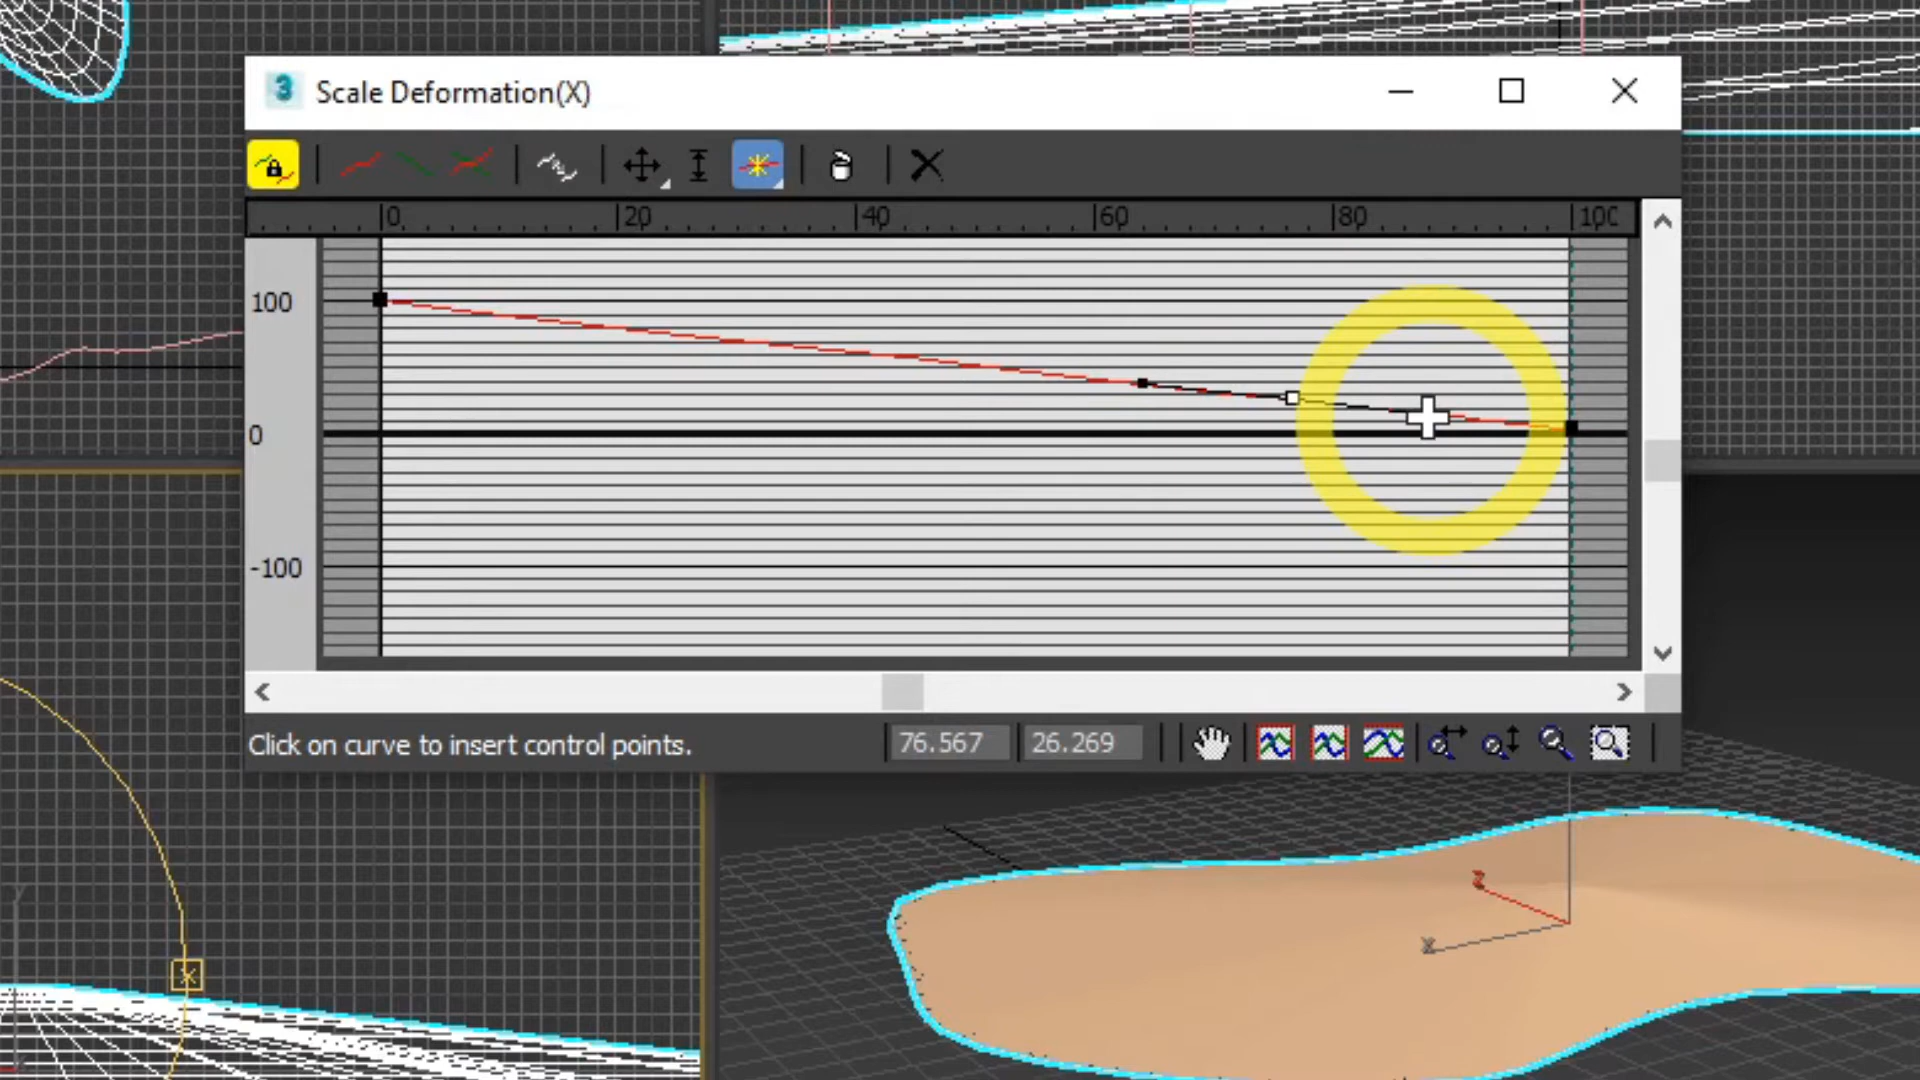 3 Scale Deformation(X)
0 20 40 60 80 100
100
0
-100
Click on curve to insert control points. 76.567 26.269
z
x
x